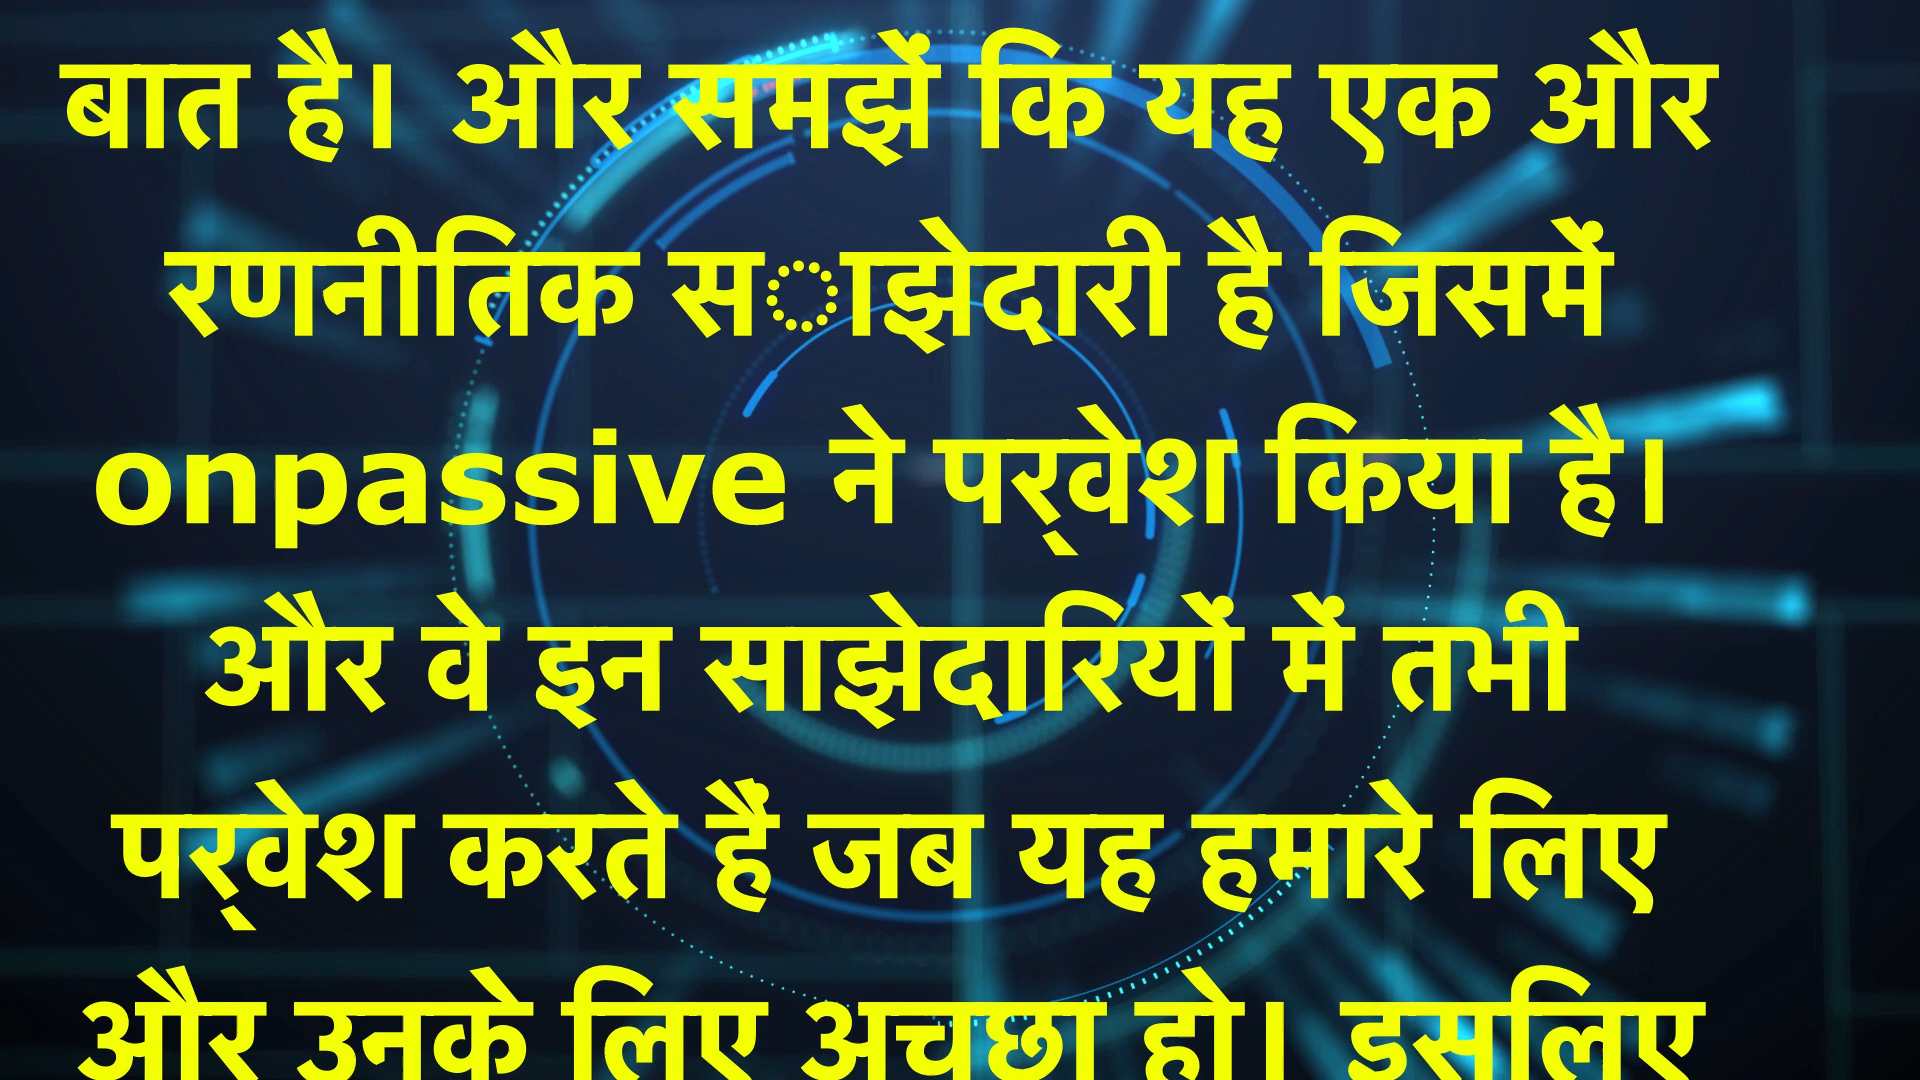 बात है। और समझें कि यह एक और
रणनीतिक साझेदारी है जिसमें
onpassive ने प्रवेश किया है।
और वे इन साझेदारियों में तभी
प्रवेश करते हैं जब यह हमारे लिए
और उनके लिए अच्छा हो। इसलिए